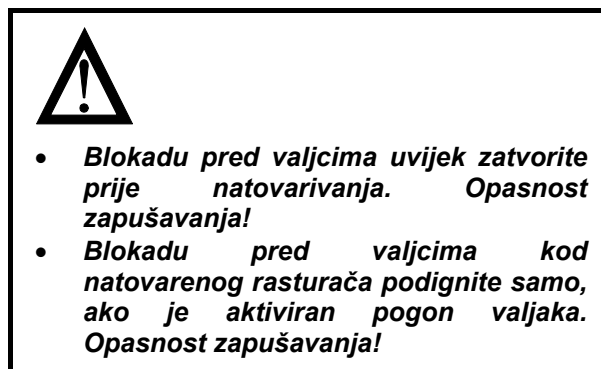 • Blokadu pred valjcima uvijek zatvorite
prije natovarivanja. Opasnost
zapušavanja!
• Blokadu pred valjcima kod
natovarenog rasturača podignite samo,
ako je aktiviran pogon valjaka.
Opasnost zapušavanja!